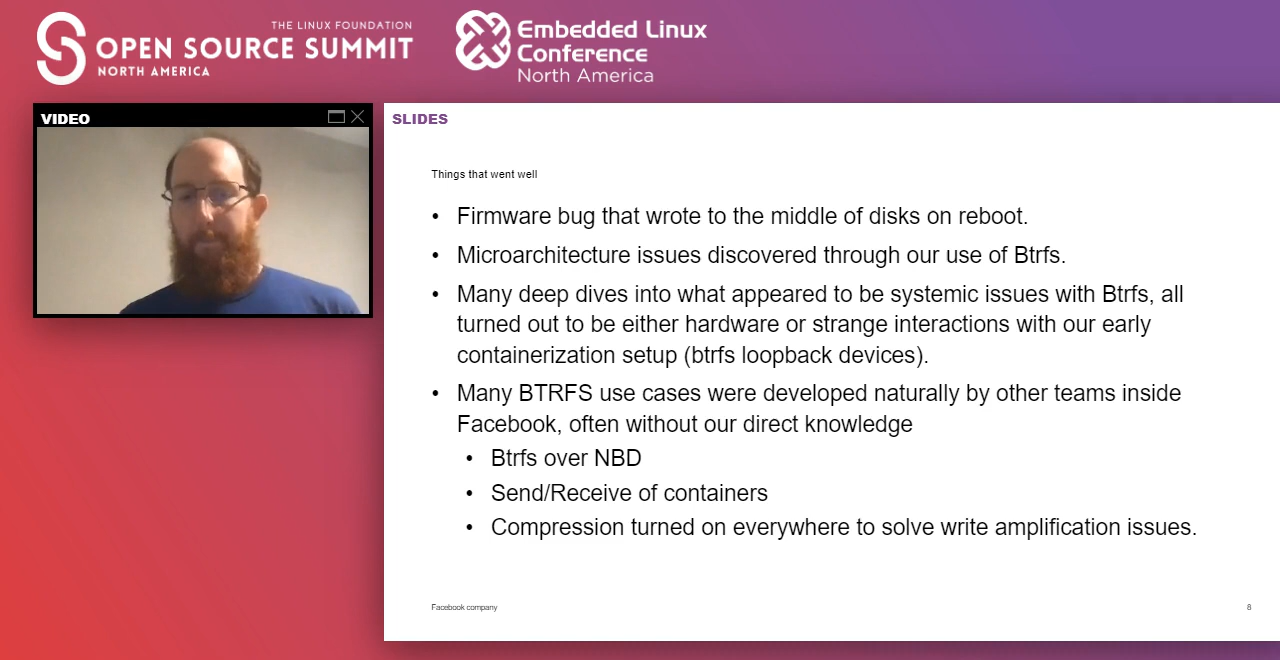 THE LINUX FOUNDATION
OPEN SOURCE SUMMIT
NORTH AMERICA
Embedded Linux
Conference
North America
VIDEO
SLIDES
Things that went well
• Firmware bug that wrote to the middle of disks on reboot.
• Microarchitecture issues discovered through our use of Btrfs.
• Many deep dives into what appeared to be systemic issues with Btrfs, all
turned out to be either hardware or strange interactions with our early
containerization setup (btrfs loopback devices).
• Many BTRFS use cases were developed naturally by other teams inside
Facebook, often without our direct knowledge
• Btrfs over NBD
• Send/Receive of containers
• Compression turned on everywhere to solve write amplification issues.
Facebook company
8